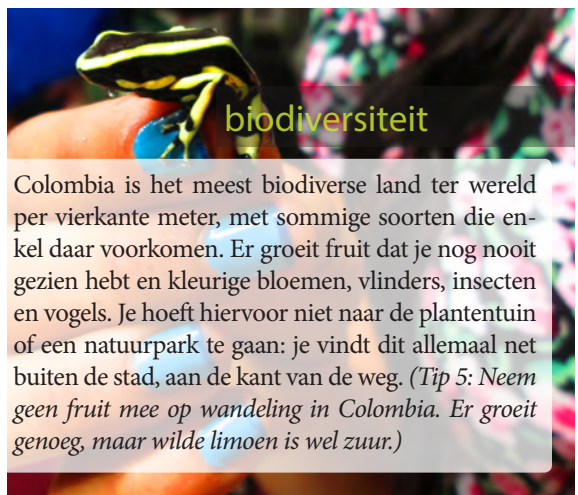 biodiversiteit
Colombia is het meest biodiverse land ter wereld
per vierkante meter, met sommige soorten die en-
kel daar voorkomen. Er groeit fruit dat je nog nooit
gezien hebt en kleurige bloemen, vlinders, insecten
en vogels. Je hoeft hiervoor niet naar de plantentuin
of een natuurpark te gaan: je vindt dit allemaal net
buiten de stad, aan de kant van de weg. (Tip 5: Neem
geen fruit mee op wandeling in Colombia. Er groeit
genoeg, maar wilde limoen is wel zuur.)